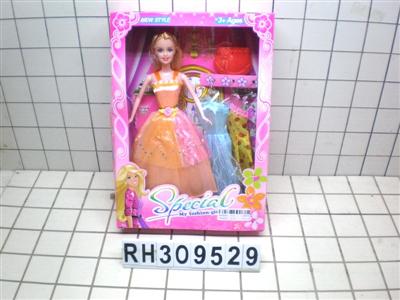 NEW STYLE
3+ Ages
Special
My fashion girl
RH309529